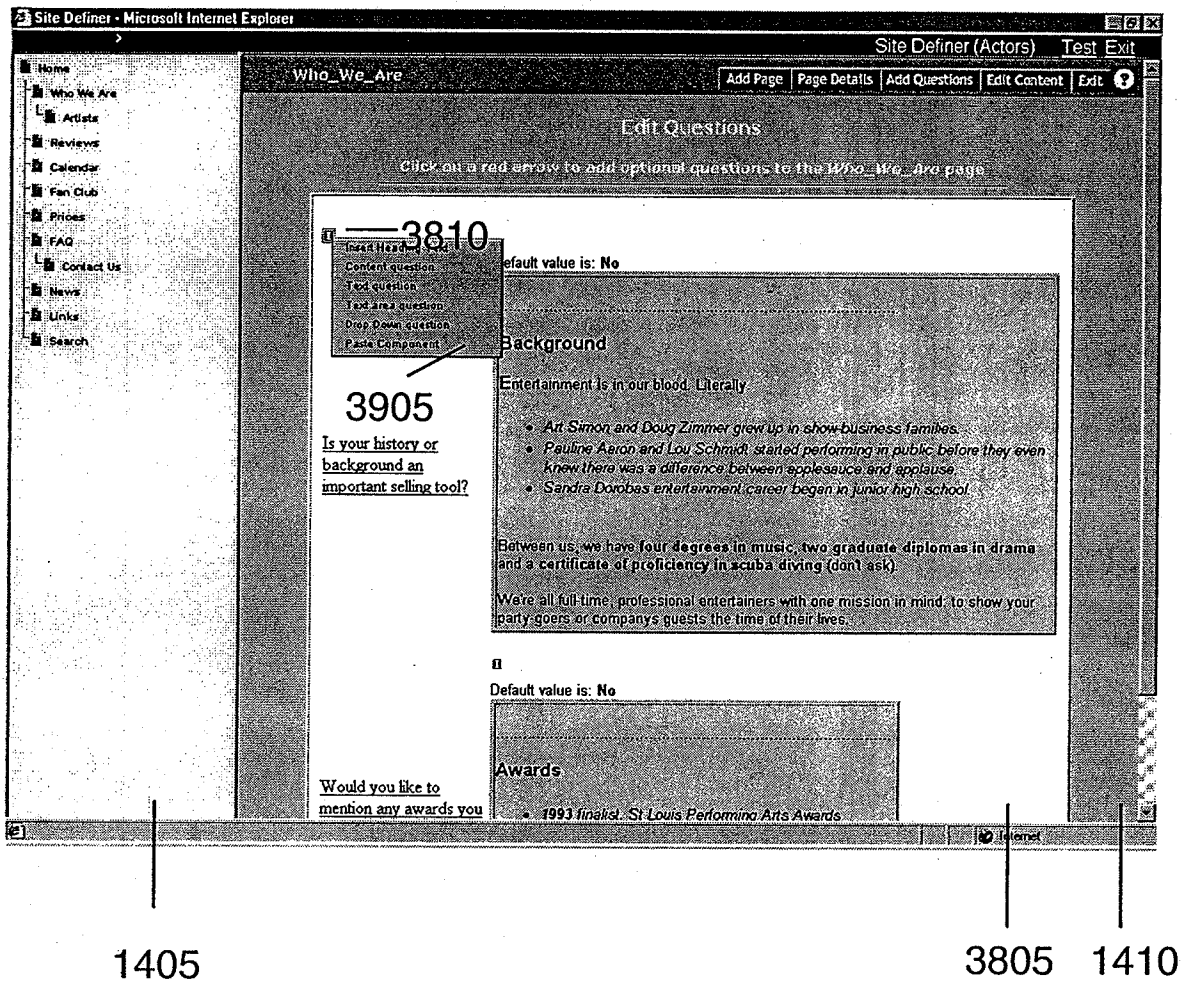 Site Definer - Microsoft Internet Explorer
>
Site Definer (Actors) Test Exit
Home
Who We Are
Artists
Reviews
Calendar
Fan Club
Prices
FAQ
Contact Us
News
Links
Search
Who_We_Are
Add Page Page Details Add Questions Edit Content Exit ?
Edit Questions
Click on a red arrow to add optional questions to the Who_We_Are page
3810
Insert Heading
Content question
Text question
Text area question
Drop Down question
Paste Component
3905
efault value is: No
Background
Entertainment is in our blood. Literally.
• Art Simon and Doug Zimmer grew up in show-business families.
• Pauline Aaron and Lou Schmidt started performing in public before they even
knew there was a difference between applesauce and applause.
• Sandra Dorobas entertainment career began in junior high school.
Between us, we have four degrees in music, two graduate diplomas in drama
and a certificate of proficiency in scuba diving (don't ask).
We're all full-time, professional entertainers with one mission in mind: to show your
party-goers or companys guests the time of their lives.
Is your history or
background an
important selling tool?
Default value is: No
Awards
• 1993 finalist, St Louis Performing Arts Awards
Would you like to
mention any awards you
Internet
1405
3805
1410